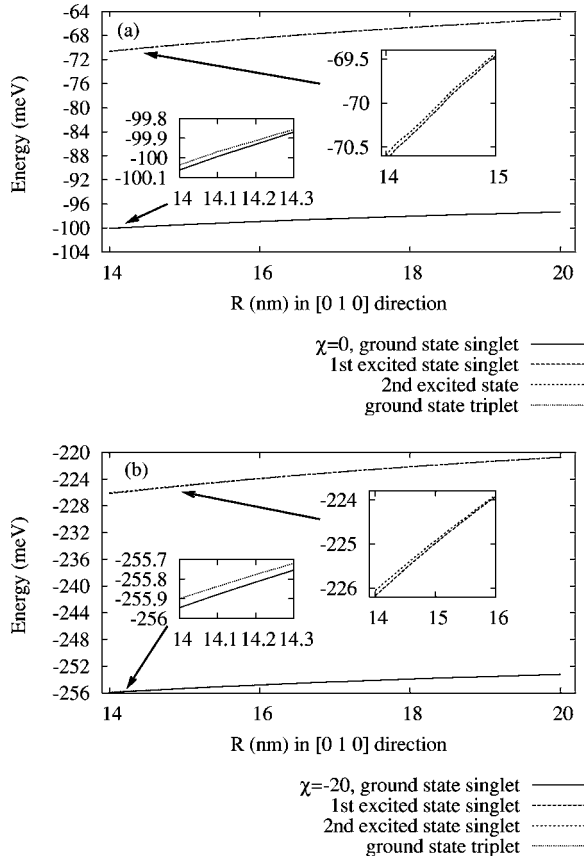 (a)
-64
-68
-72
-76
-80
-84
-88
-92
-96
-100
-104
Energy (meV)
-69.5
-70
-70.5
14 15
-99.8
-99.9
-100
-100.1
14 14.1 14.2 14.3
14 16 18 20
R (nm) in [0 1 0] direction
χ=0, ground state singlet
1st excited state singlet
2nd excited state
ground state triplet
(b)
-220
-224
-228
-232
-236
-240
-244
-248
-252
-256
Energy (meV)
-224
-225
-226
14 15 16
-255.7
-255.8
-255.9
-256
14 14.1 14.2 14.3
14 16 18 20
R (nm) in [0 1 0] direction
χ=-20, ground state singlet
1st excited state singlet
2nd excited state singlet
ground state triplet